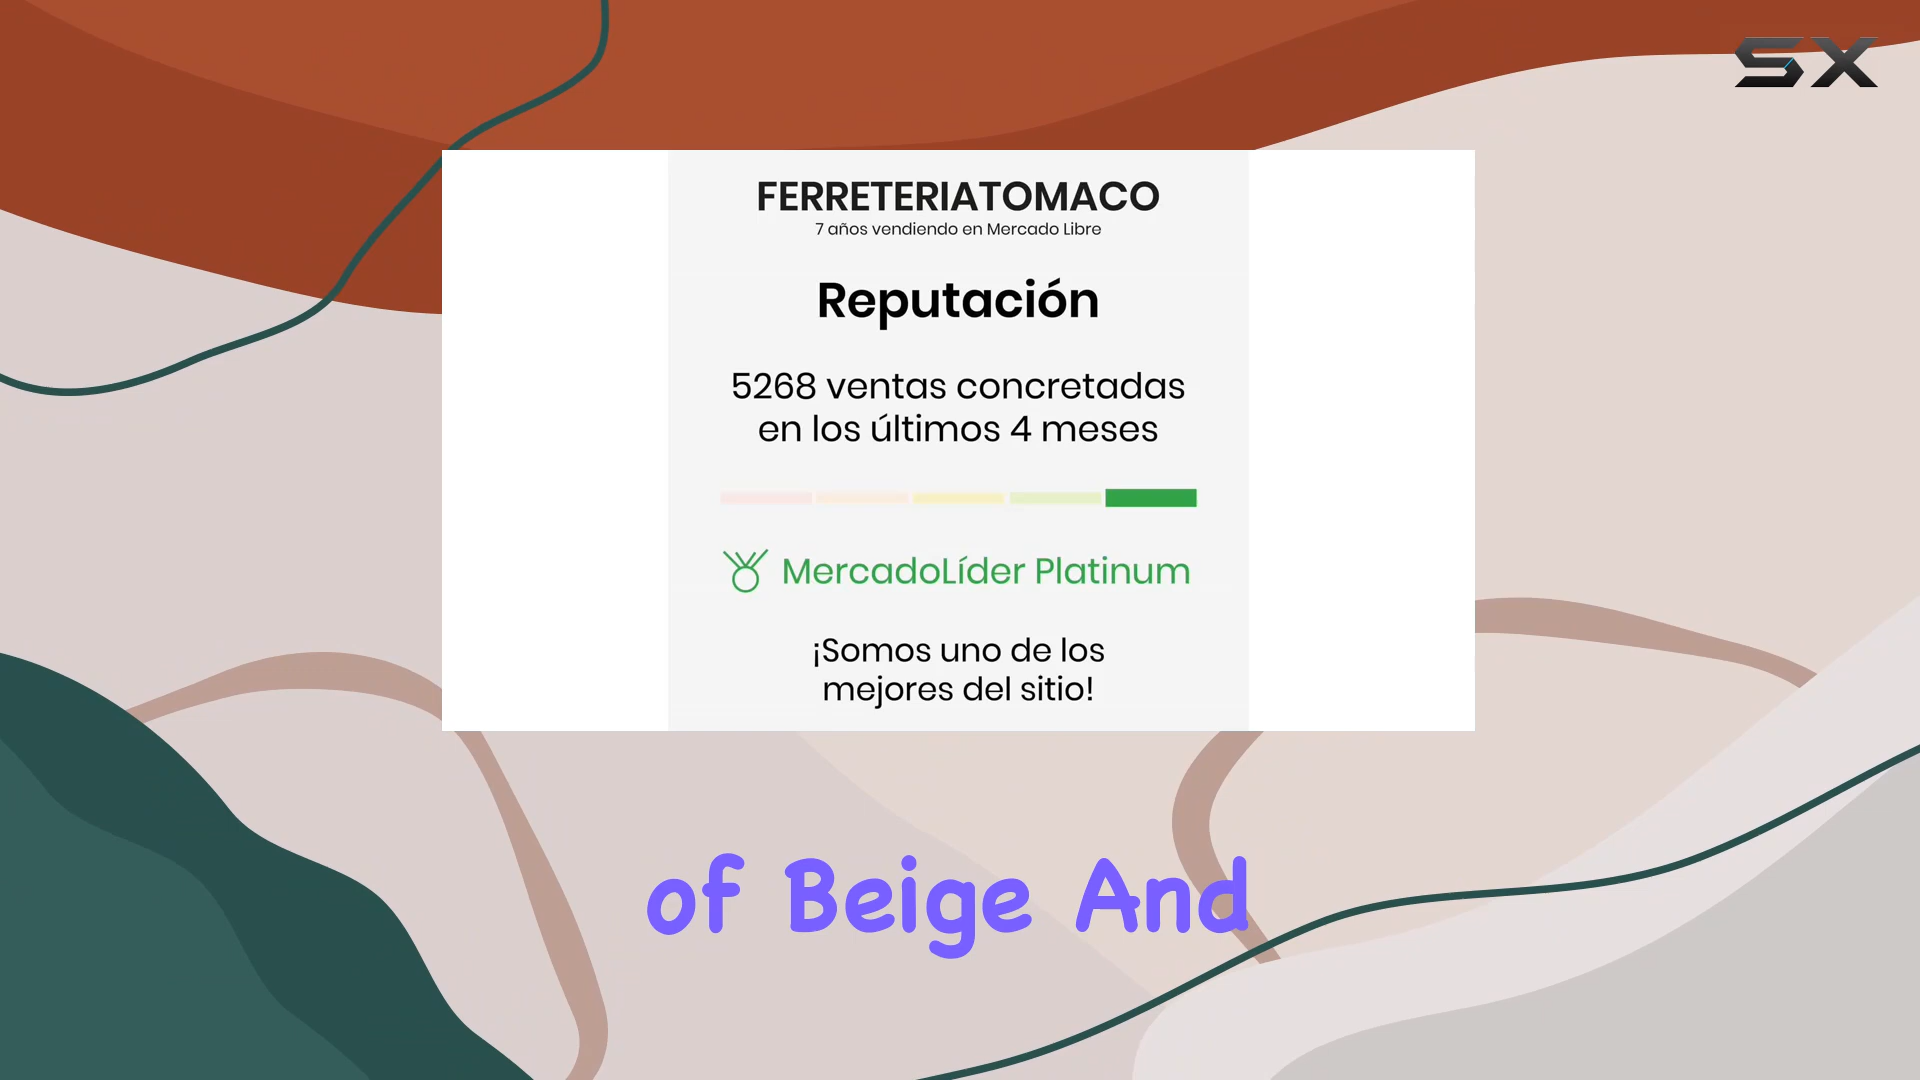 SX
FERRETERIATOMACO
7 años vendiendo en Mercado Libre
Reputación
5268 ventas concretadas
en los últimos 4 meses
MercadoLíder Platinum
¡Somos uno de los
mejores del sitio!
of Beige And